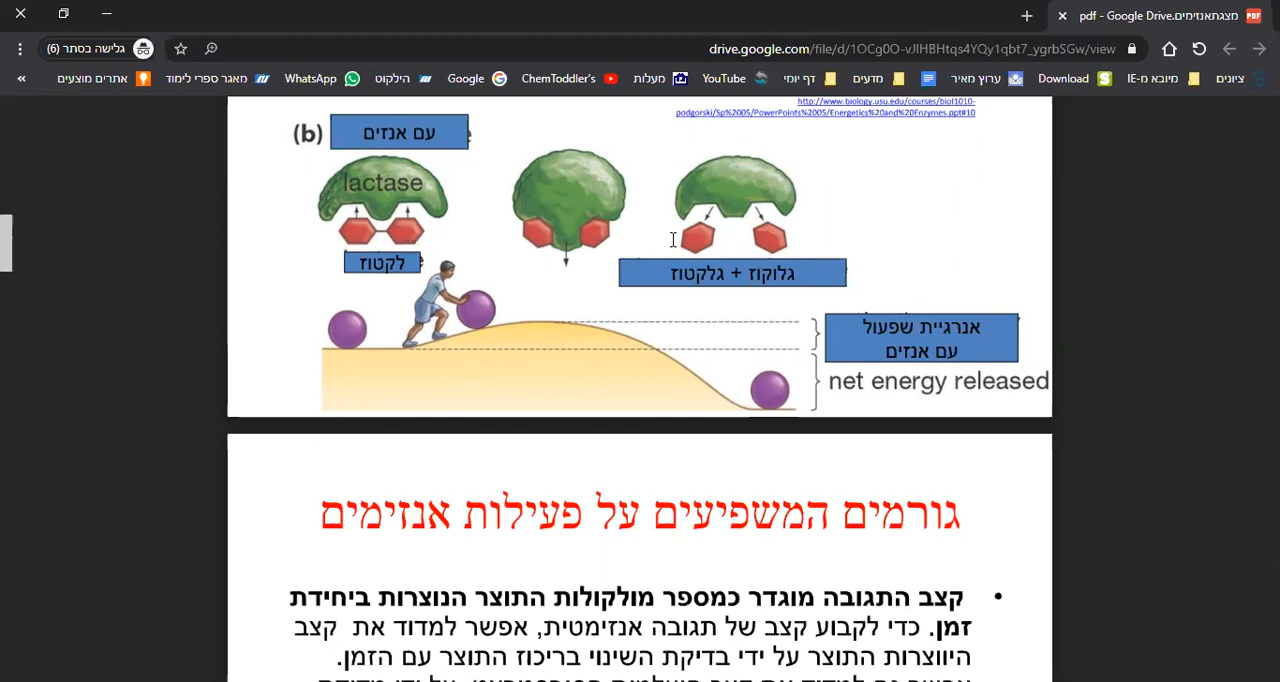 מצגתאנזימים.pdf - Google Drive
drive.google.com/file/d/1OCg0O-vJIHBHtqs4YQy1qbt7_ygrbSGw/view
גלישה בסתר (6)
ציונים
מיובא מ-IE
Download
ערוץ מאיר
מדעים
דף יומי
YouTube
מעלות
ChemToddler's
Google
הילקוט
WhatsApp
מאגר ספרי לימוד
אתרים מוצעים
http://www.biology.usu.edu/courses/biol1010-
podgorski/Sp%2005/PowerPoints%2005/Energetics%20and%20Enzymes.ppt#10
(b) עם אנזים
lactase
לקטוז
גלוקוז + גלקטוז
אנרגיית שפעול
עם אנזים
net energy released
גורמים המשפיעים על פעילות אנזימים
• קצב התגובה מוגדר כמספר מולקולות התוצר הנוצרות ביחידת
זמן. כדי לקבוע קצב של תגובה אנזימטית, אפשר למדוד את קצב
היווצרות התוצר על ידי בדיקת השינוי בריכוז התוצר עם הזמן.